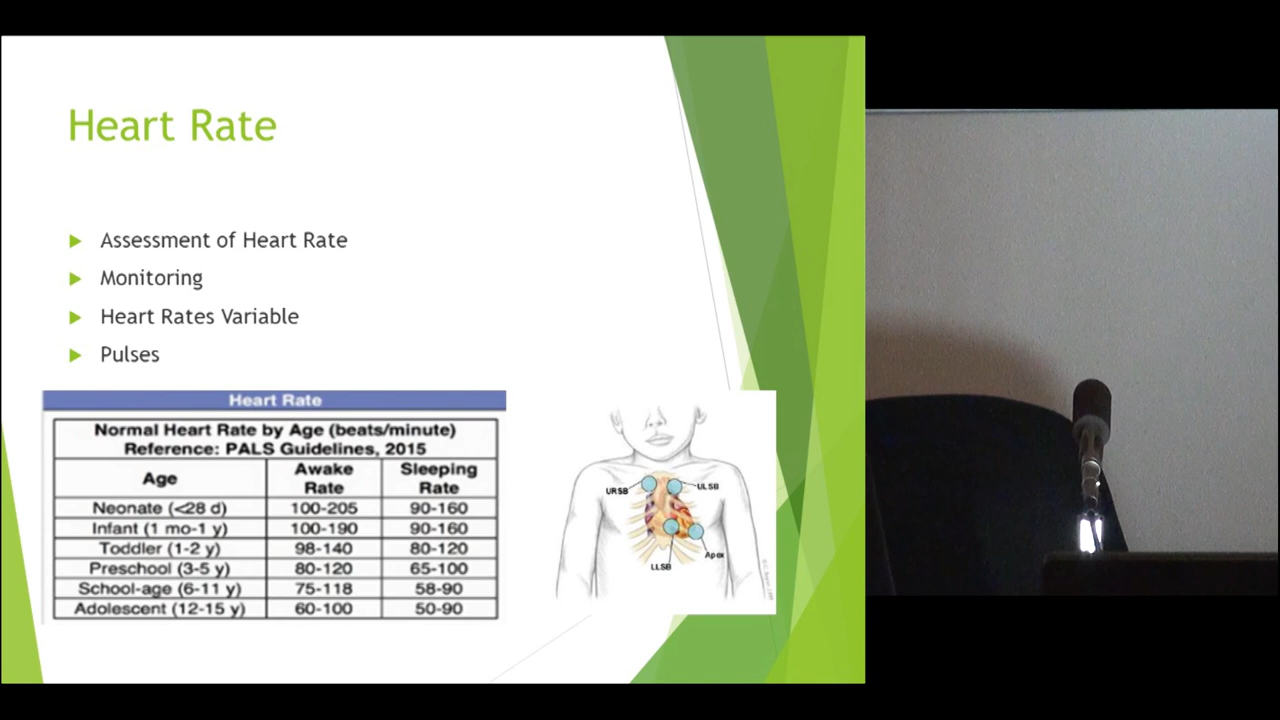 Heart Rate
Assessment of Heart Rate
Monitoring
Heart Rates Variable
Pulses
Heart Rate
Normal Heart Rate by Age (beats/minute)
Reference: PALS Guidelines, 2015
Age Awake Rate Sleeping Rate
Neonate (<28 d) 100-205 90-160
Infant (1 mo-1 y) 100-190 90-160
Toddler (1-2 y) 98-140 80-120
Preschool (3-5 y) 80-120 65-100
School-age (6-11 y) 75-118 58-90
Adolescent (12-15 y) 60-100 50-90
URSB
ULSB
Apex
LLSB